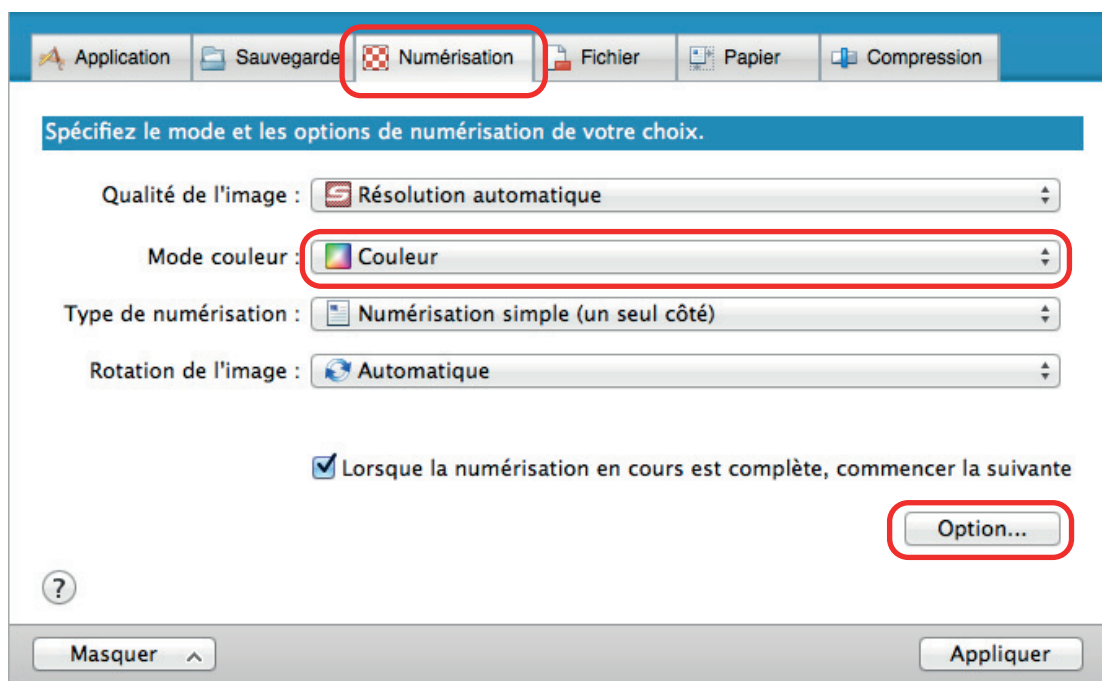 Application Sauvegarde Numérisation Fichier Papier Compression
Spécifiez le mode et les options de numérisation de votre choix.
Qualité de l'image : Résolution automatique
Mode couleur : Couleur
Type de numérisation : Numérisation simple (un seul côté)
Rotation de l'image : Automatique
Lorsque la numérisation en cours est complète, commencer la suivante
Option...
?
Masquer Appliquer